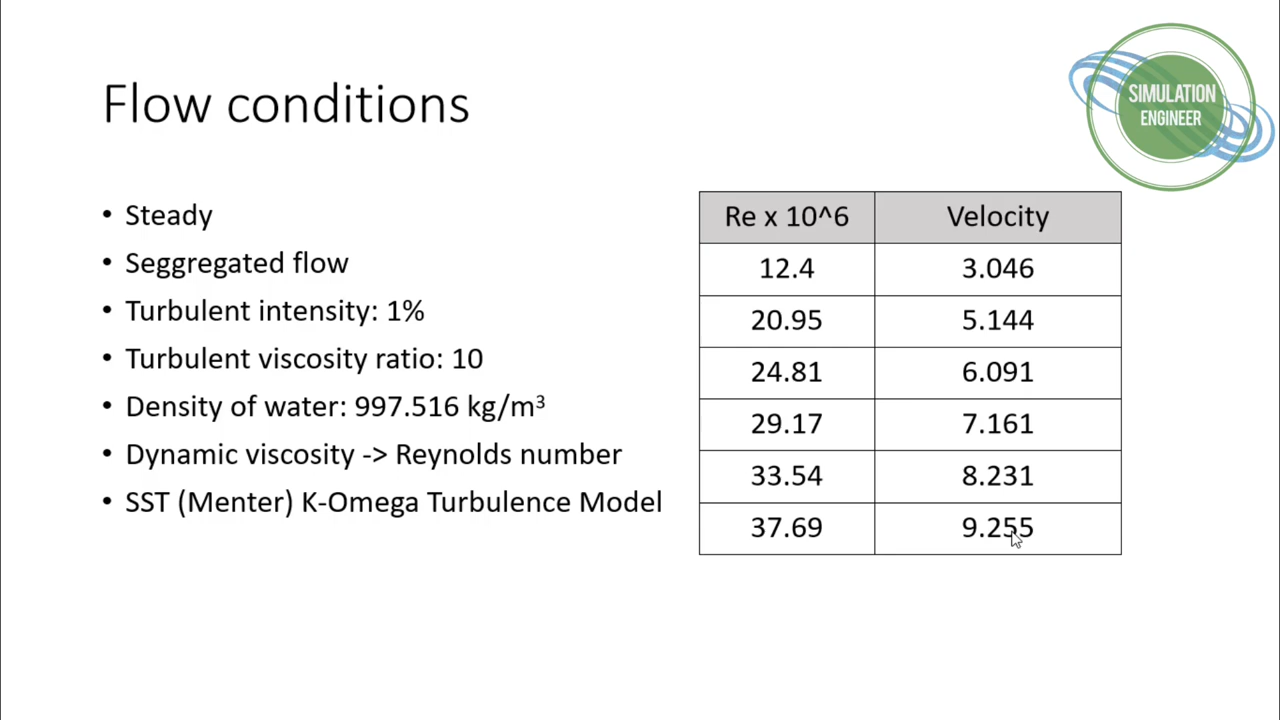 Flow conditions
SIMULATION
ENGINEER
• Steady
• Seggregated flow
• Turbulent intensity: 1%
• Turbulent viscosity ratio: 10
• Density of water: 997.516 kg/m³
• Dynamic viscosity -> Reynolds number
• SST (Menter) K-Omega Turbulence Model
Re x 10^6 Velocity
12.4 3.046
20.95 5.144
24.81 6.091
29.17 7.161
33.54 8.231
37.69 9.255